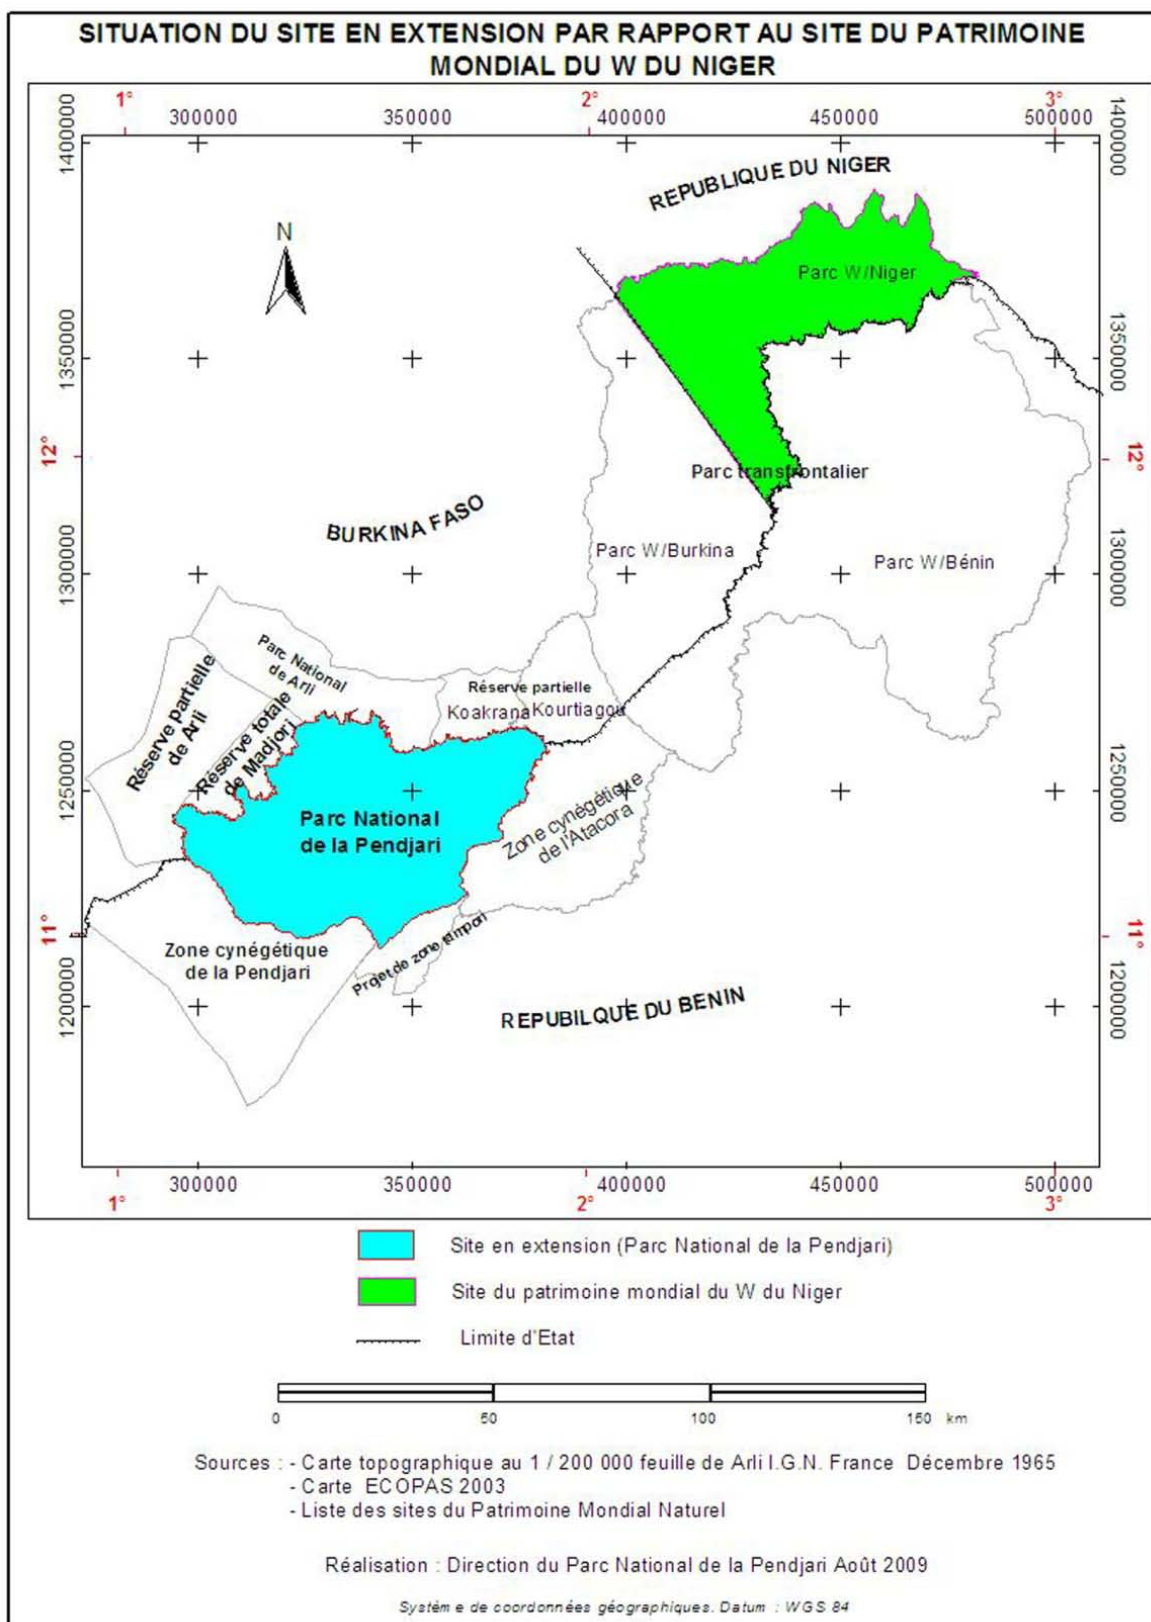 SITUATION DU SITE EN EXTENSION PAR RAPPORT AU SITE DU PATRIMOINE
MONDIAL DU W DU NIGER
1° 2° 3°
300000 350000 400000 450000 500000
1400000 1400000
REPUBLIQUE DU NIGER
N
Parc W/Niger
1350000 1350000
12° 12°
Parc transfrontalier
BURKINA FASO
Parc W/Burkina
Parc W/Bénin
1300000 1300000
Parc National
de Arli
Réserve partielle
de Arli
Réserve totale
de Madjori
Réserve partielle
Koakrana Kourtiagou
1250000 1250000
Parc National
de la Pendjari
Zone cynégétique
de l'Atacora
11° 11°
Zone cynégétique
de la Pendjari
Projet de zone tampon
REPUBILQUE DU BENIN
1200000 1200000
300000 350000 400000 450000 500000
1° 2° 3°
Site en extension (Parc National de la Pendjari)
Site du patrimoine mondial du W du Niger
Limite d'Etat
0 50 100 150 km
Sources : - Carte topographique au 1 / 200 000 feuille de Arli I.G.N. France Décembre 1965
- Carte ECOPAS 2003
- Liste des sites du Patrimoine Mondial Naturel
Réalisation : Direction du Parc National de la Pendjari Août 2009
Système de coordonnées géographiques. Datum : WGS 84